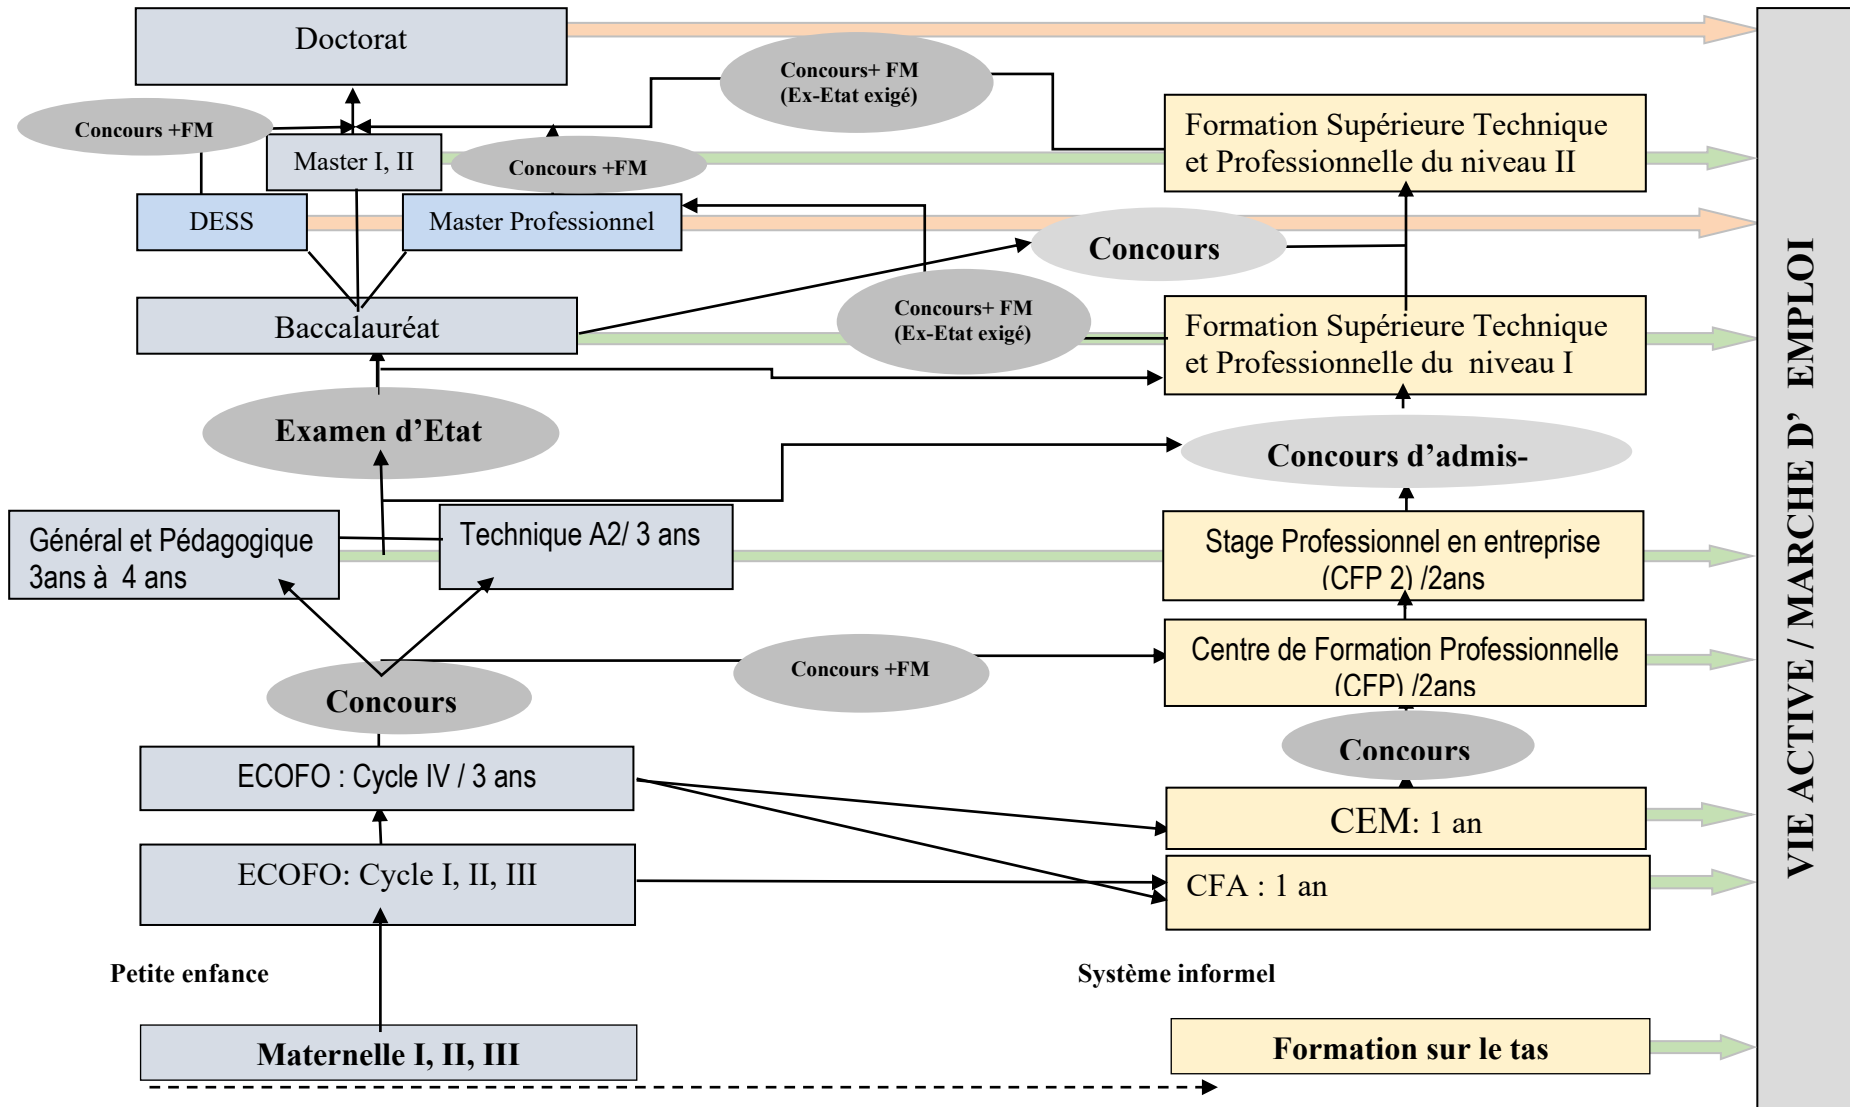 Doctorat
Concours+ FM
(Ex-Etat exigé)
Concours +FM
Master I, II
Concours +FM
Formation Supérieure Technique
et Professionnelle du niveau II
DESS
Master Professionnel
Concours
Baccalauréat
Concours+ FM
(Ex-Etat exigé)
Formation Supérieure Technique
et Professionnelle du niveau I
Examen d’Etat
Concours d’admis-
Général et Pédagogique
3ans à 4 ans
Technique A2/ 3 ans
Stage Professionnel en entreprise
(CFP 2) /2ans
Concours +FM
Centre de Formation Professionnelle
(CFP) /2ans
Concours
Concours
ECOFO : Cycle IV / 3 ans
CEM: 1 an
ECOFO: Cycle I, II, III
CFA : 1 an
Petite enfance
Système informel
Maternelle I, II, III
Formation sur le tas
VIE ACTIVE / MARCHE D’ EMPLOI